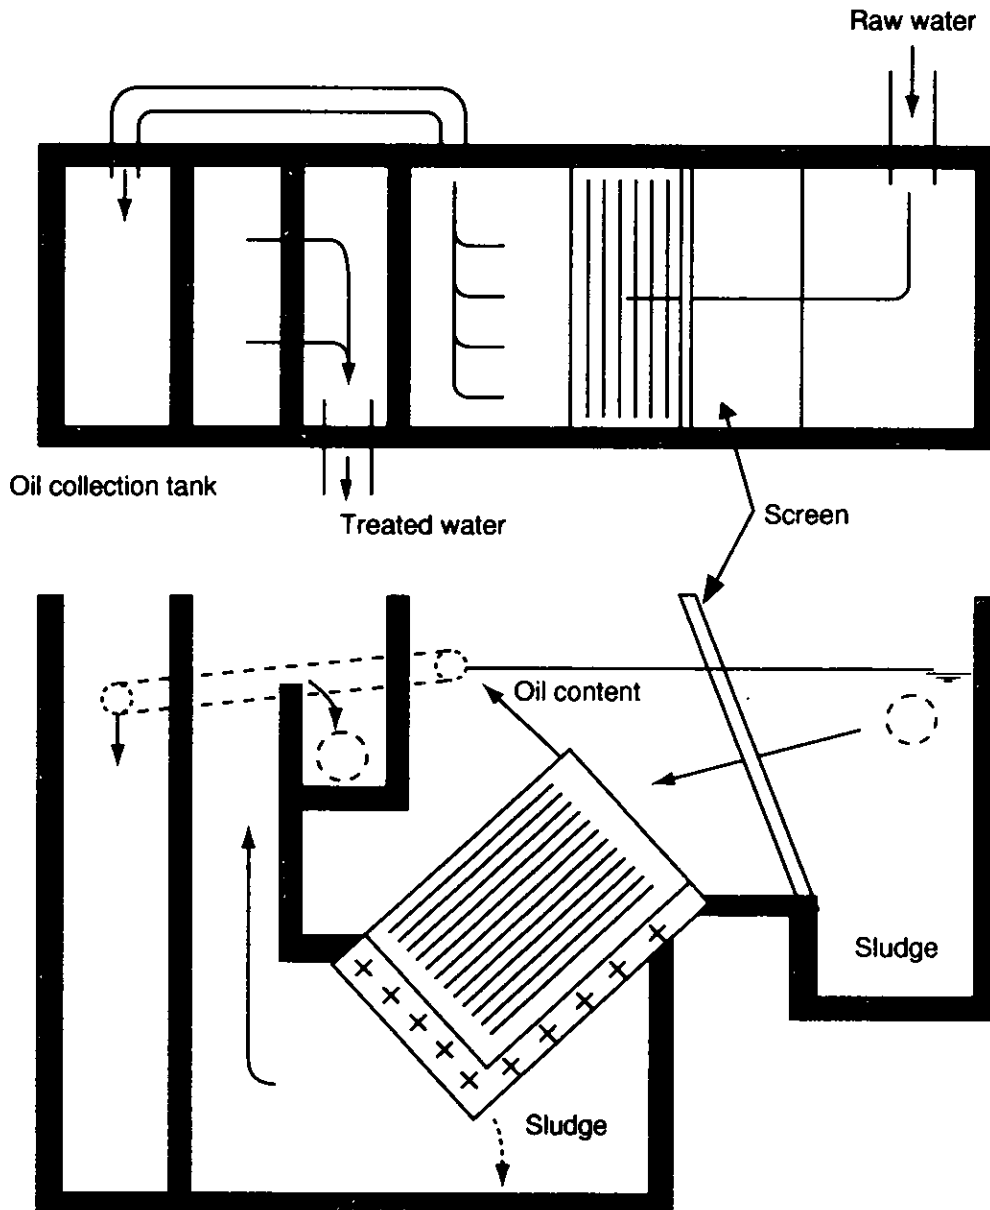 Raw water
Oil collection tank
Treated water
Screen
Oil content
Sludge
Sludge